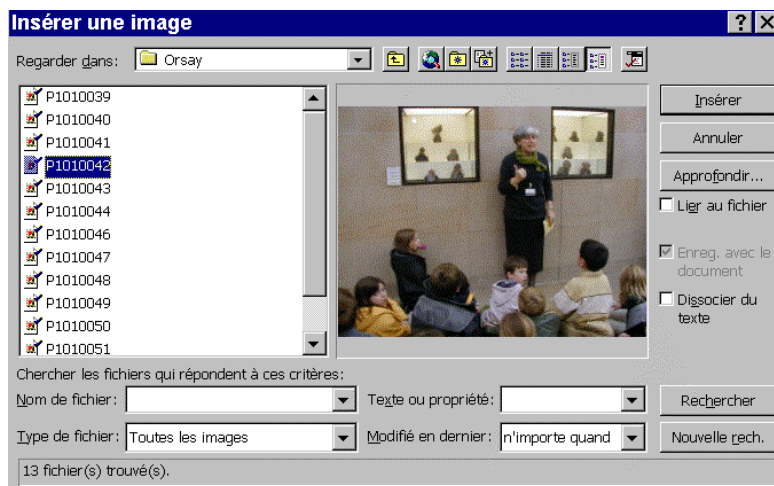 Insérer une image
Regarder dans: Orsay
P1010039
P1010040
P1010041
P1010042
P1010043
P1010044
P1010046
P1010047
P1010048
P1010049
P1010050
P1010051
Insérer
Annuler
Approfondir...
Lier au fichier
Enreg. avec le
document
Dissocier du
texte
Chercher les fichiers qui répondent à ces critères:
Nom de fichier: Texte ou propriété: Rechercher
Type de fichier: Toutes les images Modifié en dernier: n'importe quand Nouvelle rech.
13 fichier(s) trouvé(s).